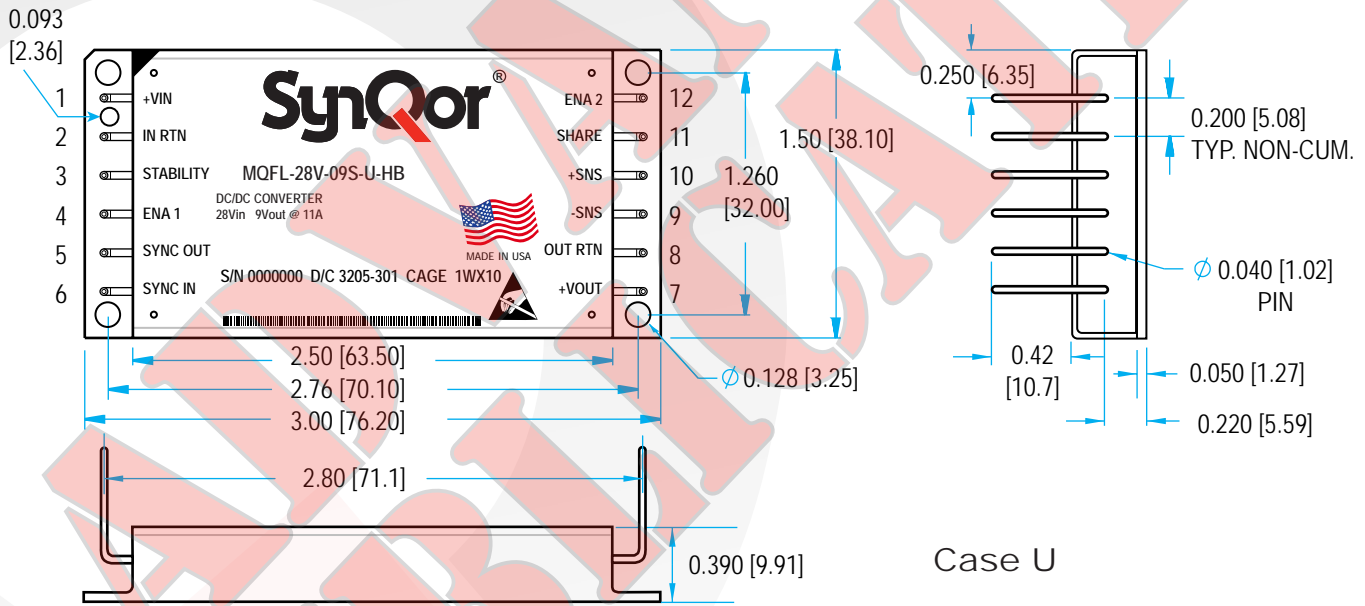 0.093
[2.36]
SynQor®
1 +VIN
2 IN RTN
3 STABILITY
4 ENA 1
5 SYNC OUT
6 SYNC IN
ENA 2 12
SHARE 11
+SNS 10
-SNS 9
OUT RTN 8
+VOUT 7
MQFL-28V-09S-U-HB
DC/DC CONVERTER
28Vin 9Vout @ 11A
MADE IN USA
S/N 0000000 D/C 3205-301 CAGE 1WX10
1.50 [38.10]
1.260
[32.00]
2.50 [63.50]
2.76 [70.10]
3.00 [76.20]
Ø 0.128 [3.25]
0.250 [6.35]
0.200 [5.08]
TYP. NON-CUM.
Ø 0.040 [1.02]
PIN
0.42
[10.7]
0.050 [1.27]
0.220 [5.59]
2.80 [71.1]
0.390 [9.91]
Case U